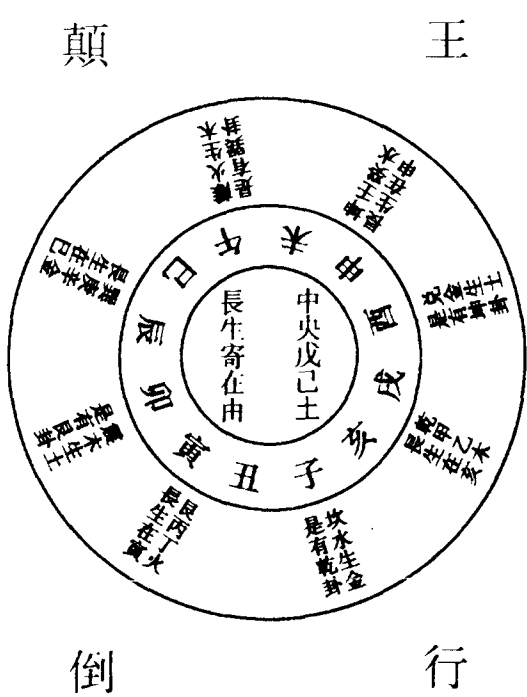 王行
顛倒
中央戊己土
長生寄在由
子
丑
寅
卯
辰
巳
午
未
申
酉
戌
亥
坎水生金
是有乾卦
艮丙丁火
長生在寅
震木生土
是有艮卦
巽庚辛金
長生在巳
離火生木
是有巽卦
坤壬癸水
長生在申
兌金生土
是有坤卦
乾甲乙木
長生在亥